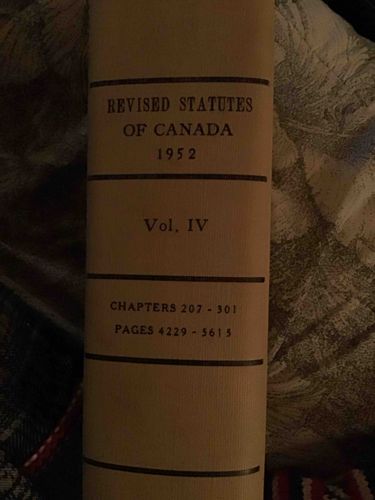 REVISED STATUTES
OF CANADA
1952
Vol, IV
CHAPTERS 207 - 301
PAGES 4229 - 5615